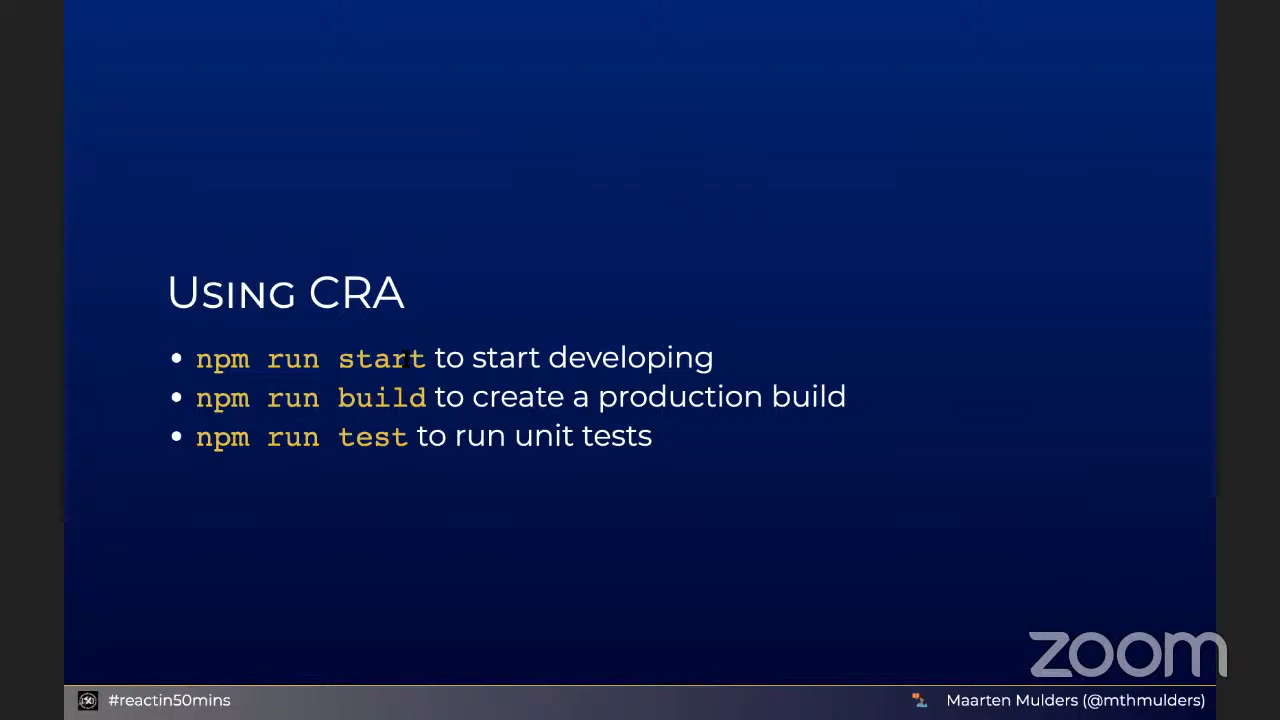 Using CRA
• npm run start to start developing
• npm run build to create a production build
• npm run test to run unit tests
zoom
#reactin50mins
Maarten Mulders (@mthmulders)